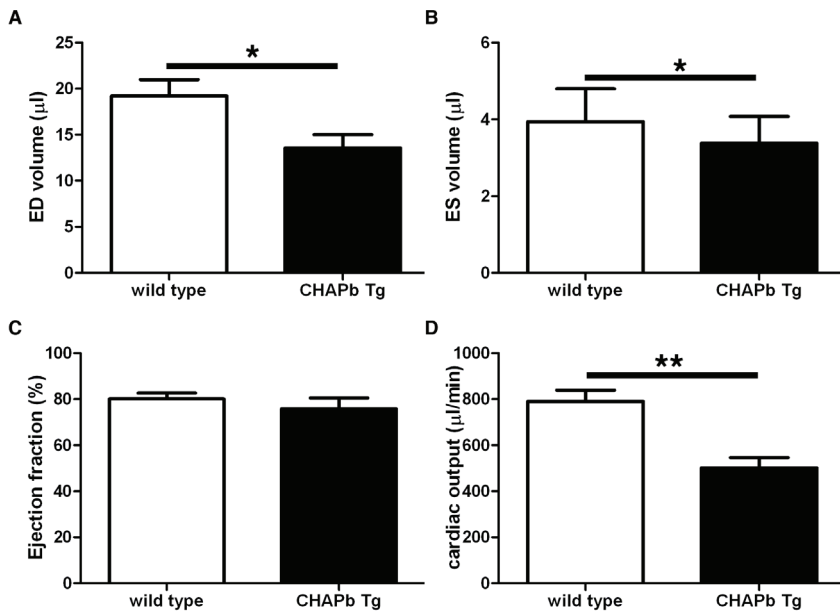 A
ED volume (µl)
25
20
15
10
5
0
*
wild type
CHAPb Tg
B
ES volume (µl)
6
4
2
0
*
wild type
CHAPb Tg
C
Ejection fraction (%)
100
80
60
40
20
0
wild type
CHAPb Tg
D
cardiac output (µl/min)
1000
800
600
400
200
0
**
wild type
CHAPb Tg